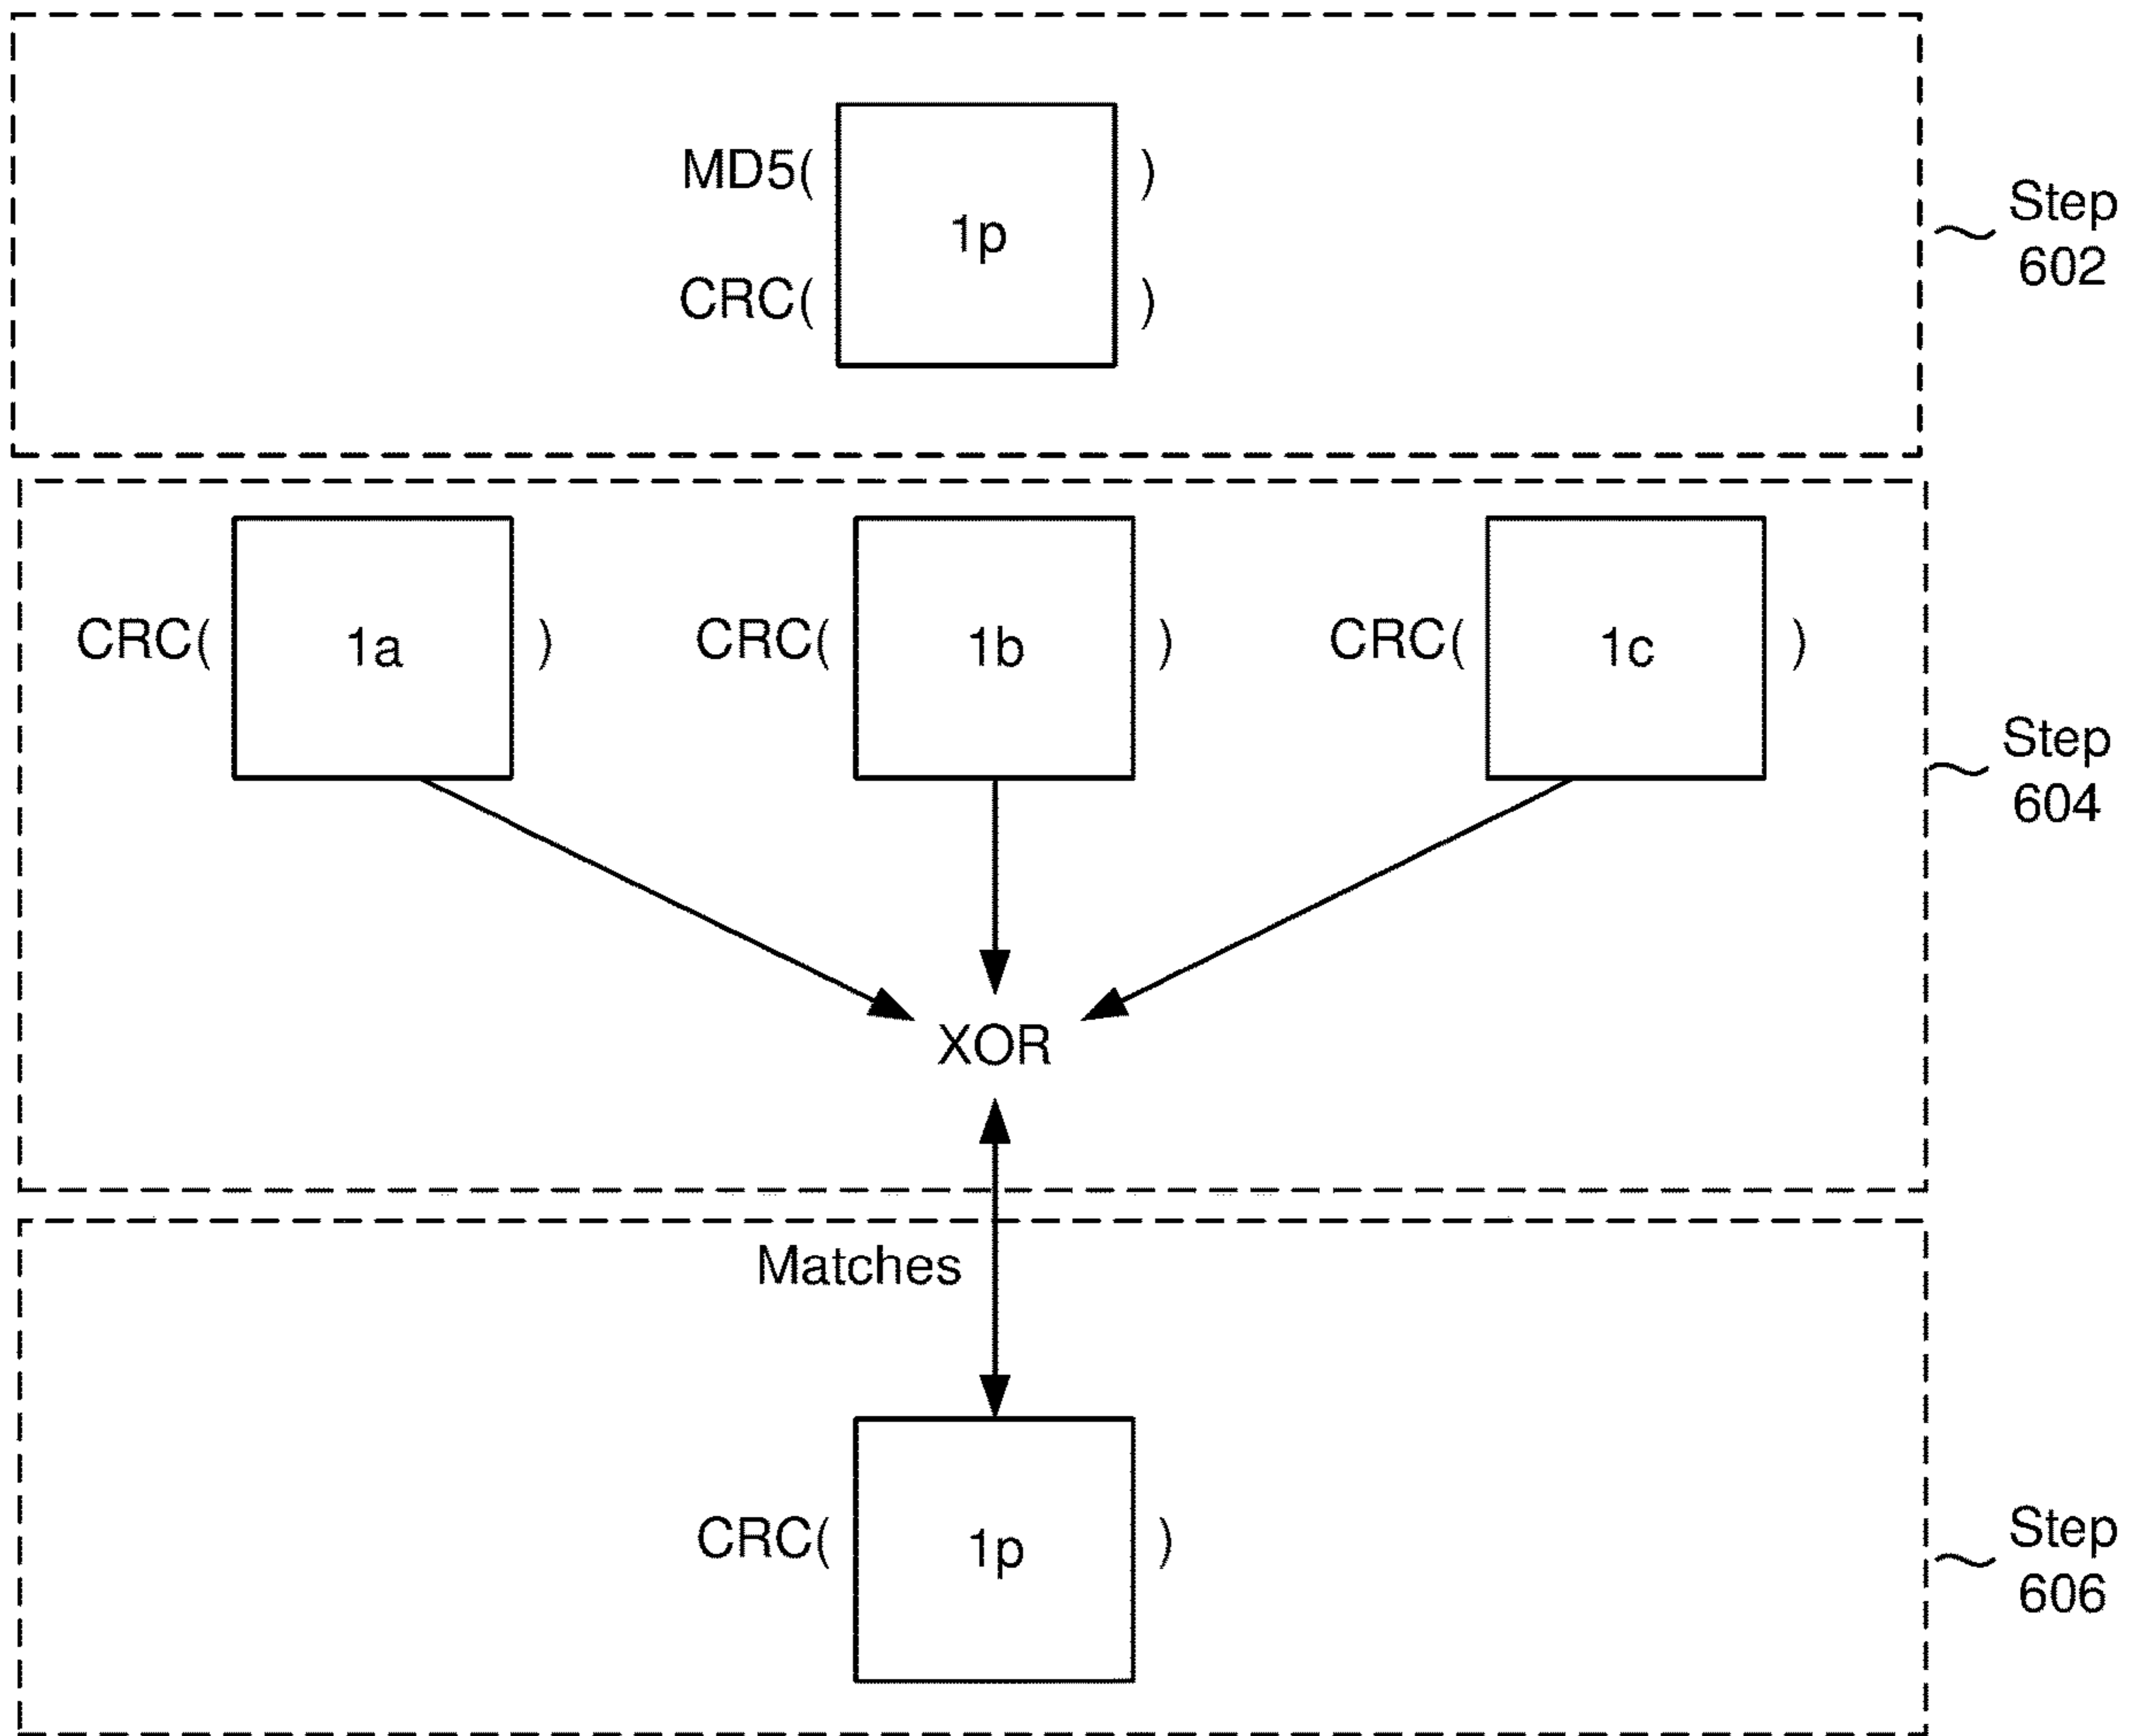 MD5( )
1p
CRC( )
Step
602
CRC( 1a ) CRC( 1b ) CRC( 1c )
Step
604
XOR
Matches
CRC( 1p )
Step
606